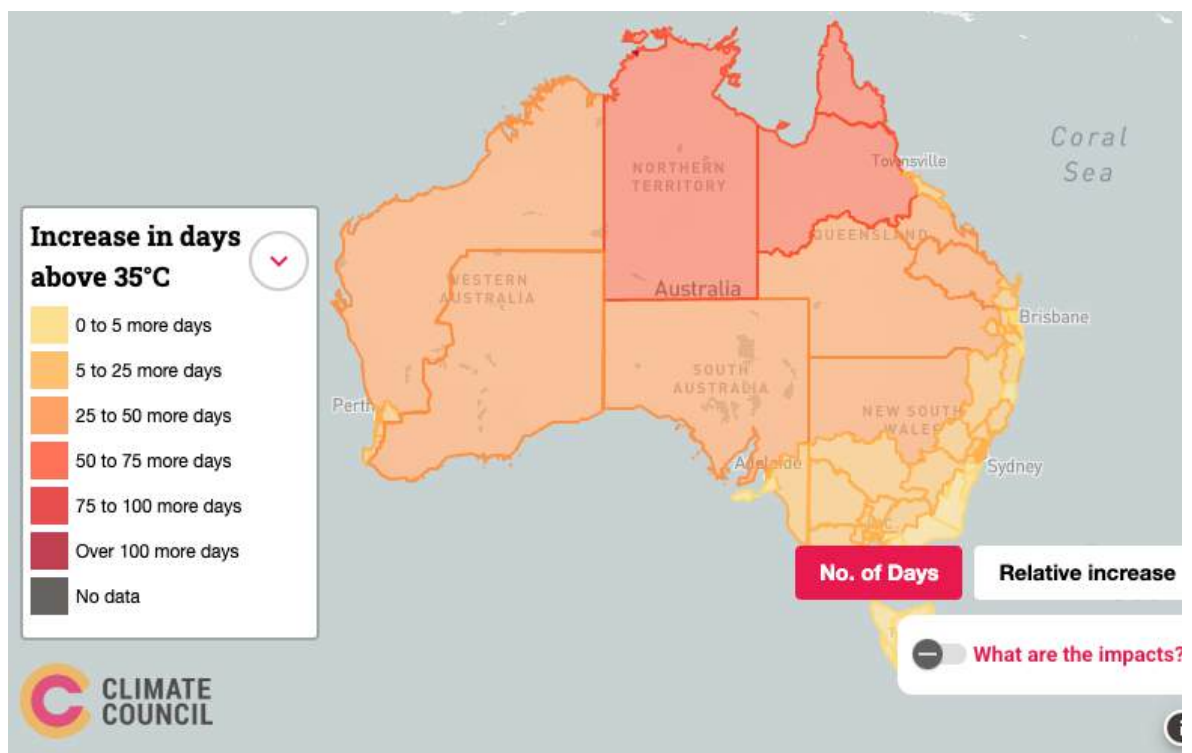 Coral
Sea
Townsville
NORTHERN
TERRITORY
QUEENSLAND
Increase in days
above 35°C
WESTERN
AUSTRALIA
Australia
0 to 5 more days
Brisbane
5 to 25 more days
SOUTH
AUSTRALIA
Perth
25 to 50 more days
NEW SOUTH
WALES
50 to 75 more days
Adelaide
Sydney
75 to 100 more days
Over 100 more days
No. of Days
Relative increase
No data
What are the impacts?
CLIMATE
COUNCIL
i